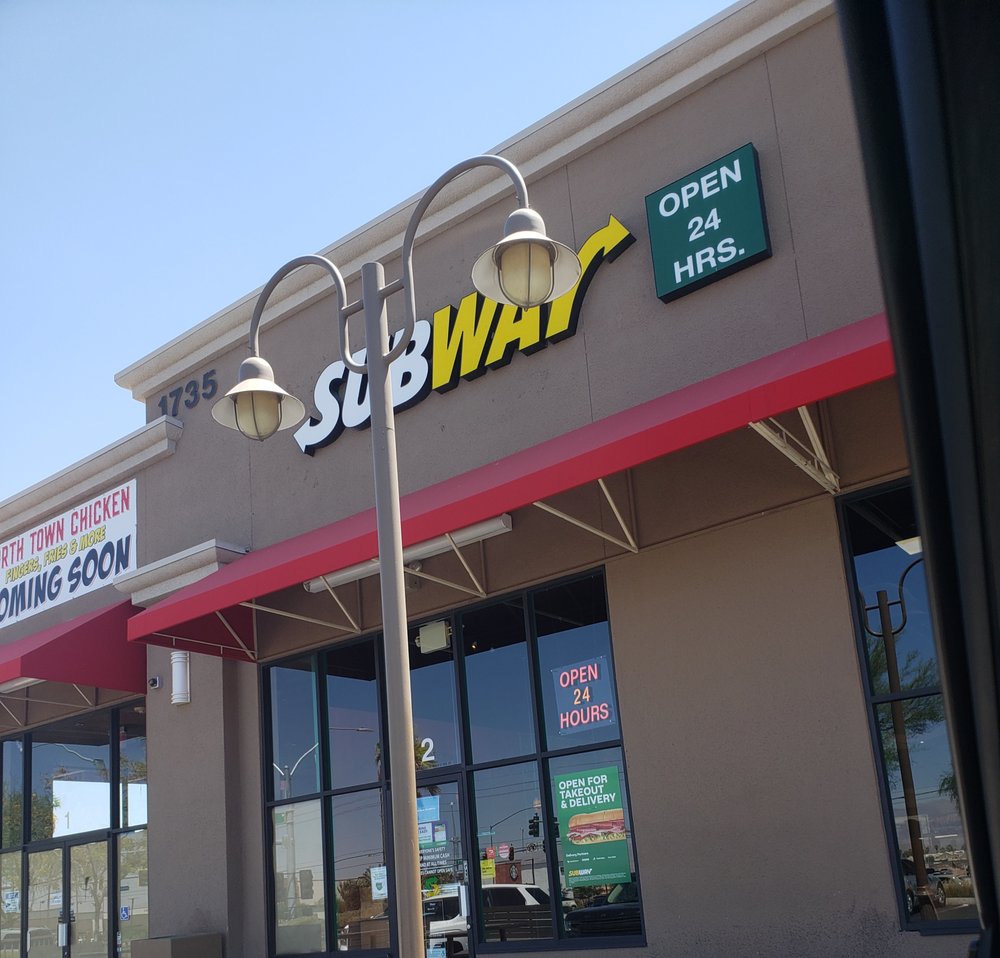 OPEN
24
HRS.
SUBWAY
1735
RTH TOWN CHICKEN
FINGERS, FRIES & MORE
OMING SOON
OPEN
24
HOURS
2
OPEN FOR
TAKEOUT
& DELIVERY
SUBWAY